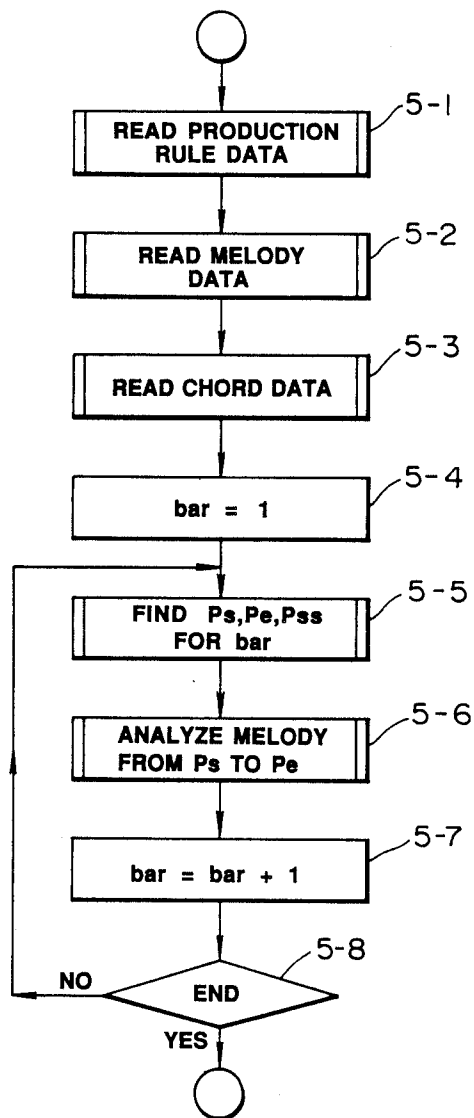 5-1
READ PRODUCTION
RULE DATA
5-2
READ MELODY
DATA
5-3
READ CHORD DATA
5-4
bar = 1
5-5
FIND Ps,Pe,Pss
FOR bar
5-6
ANALYZE MELODY
FROM Ps TO Pe
5-7
bar = bar + 1
5-8
NO
END
YES